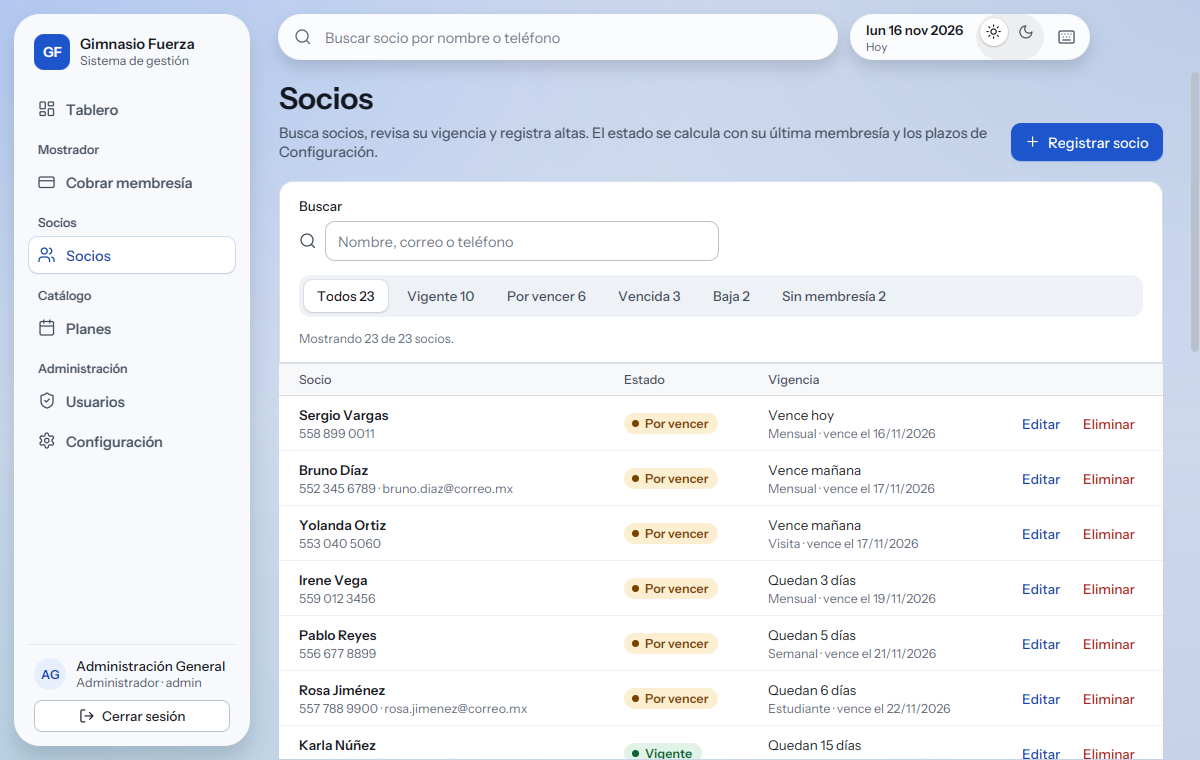 GF
Gimnasio Fuerza
Sistema de gestión
Tablero
Mostrador
Cobrar membresía
Socios
Socios
Catálogo
Planes
Administración
Usuarios
Configuración
AG
Administración General
Administrador · admin
Cerrar sesión
Buscar socio por nombre o teléfono
lun 16 nov 2026
Hoy
Socios
Busca socios, revisa su vigencia y registra altas. El estado se calcula con su última membresía y los plazos de
Configuración.
Registrar socio
Buscar
Nombre, correo o teléfono
Todos 23 Vigente 10 Por vencer 6 Vencida 3 Baja 2 Sin membresía 2
Mostrando 23 de 23 socios.
Socio Estado Vigencia
Sergio Vargas Por vencer Vence hoy Editar Eliminar
558 899 0011 Mensual · vence el 16/11/2026
Bruno Díaz Por vencer Vence mañana Editar Eliminar
552 345 6789 · bruno.diaz@correo.mx Mensual · vence el 17/11/2026
Yolanda Ortiz Por vencer Vence mañana Editar Eliminar
553 040 5060 Visita · vence el 17/11/2026
Irene Vega Por vencer Quedan 3 días Editar Eliminar
559 012 3456 Mensual · vence el 19/11/2026
Pablo Reyes Por vencer Quedan 5 días Editar Eliminar
556 677 8899 Semanal · vence el 21/11/2026
Rosa Jiménez Por vencer Quedan 6 días Editar Eliminar
557 788 9900 · rosa.jimenez@correo.mx Estudiante · vence el 22/11/2026
Karla Núñez Vigente Quedan 15 días Editar Eliminar